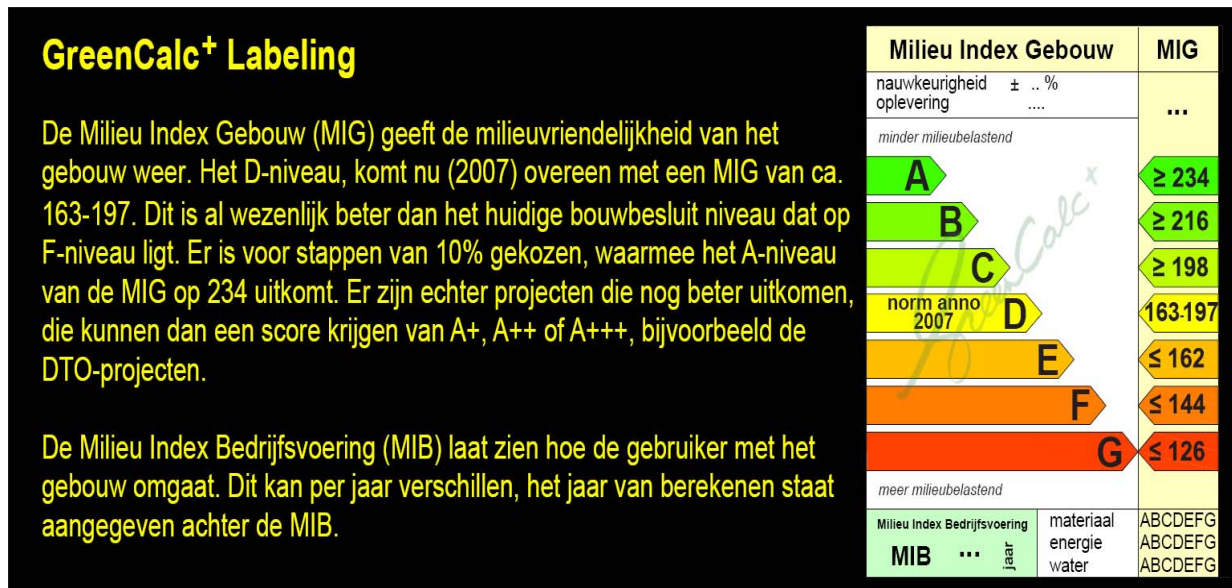 GreenCalc+ Labeling
De Milieu Index Gebouw (MIG) geeft de milieuvriendelijkheid van het
gebouw weer. Het D-niveau, komt nu (2007) overeen met een MIG van ca.
163-197. Dit is al wezenlijk beter dan het huidige bouwbesluit niveau dat op
F-niveau ligt. Er is voor stappen van 10% gekozen, waarmee het A-niveau
van de MIG op 234 uitkomt. Er zijn echter projecten die nog beter uitkomen,
die kunnen dan een score krijgen van A+, A++ of A+++, bijvoorbeeld de
DTO-projecten.
De Milieu Index Bedrijfsvoering (MIB) laat zien hoe de gebruiker met het
gebouw omgaat. Dit kan per jaar verschillen, het jaar van berekenen staat
aangegeven achter de MIB.
Milieu Index Gebouw MIG
nauwkeurigheid ± .. %
oplevering ....
...
minder milieubelastend
A ≥ 234
B ≥ 216
C ≥ 198
norm anno
2007 D 163-197
E ≤ 162
F ≤ 144
G ≤ 126
GreenCalc+
meer milieubelastend
Milieu Index Bedrijfsvoering
MIB ... jaar
materiaal ABCDEFG
energie ABCDEFG
water ABCDEFG